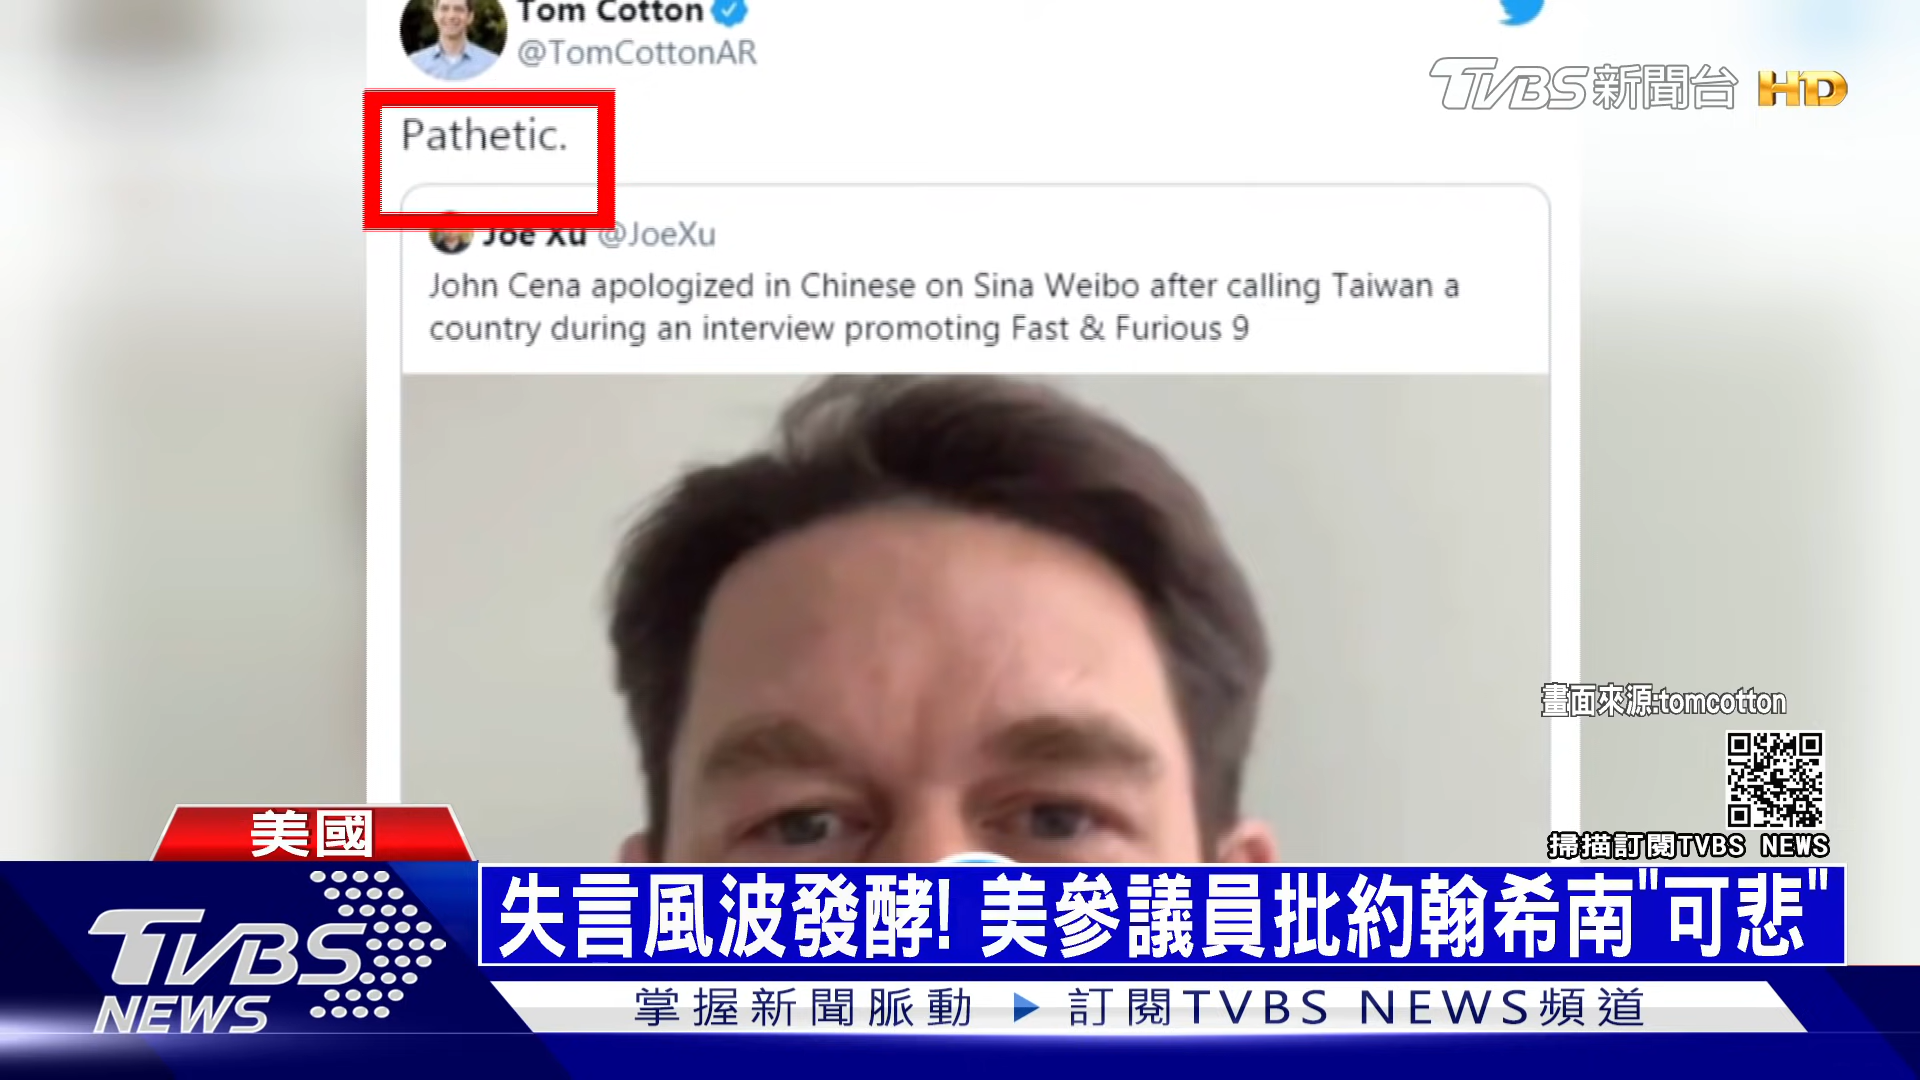 Tom Cotton
@TomCottonAR
TVBS新聞台 HD
Pathetic.
Joe Xu @JoeXu
John Cena apologized in Chinese on Sina Weibo after calling Taiwan a
country during an interview promoting Fast & Furious 9
畫面來源:tomcotton
掃描訂閱TVBS NEWS
美國
失言風波發酵! 美參議員批約翰希南"可悲"
TVBS
NEWS
掌握新聞脈動 ▶ 訂閱TVBS NEWS頻道